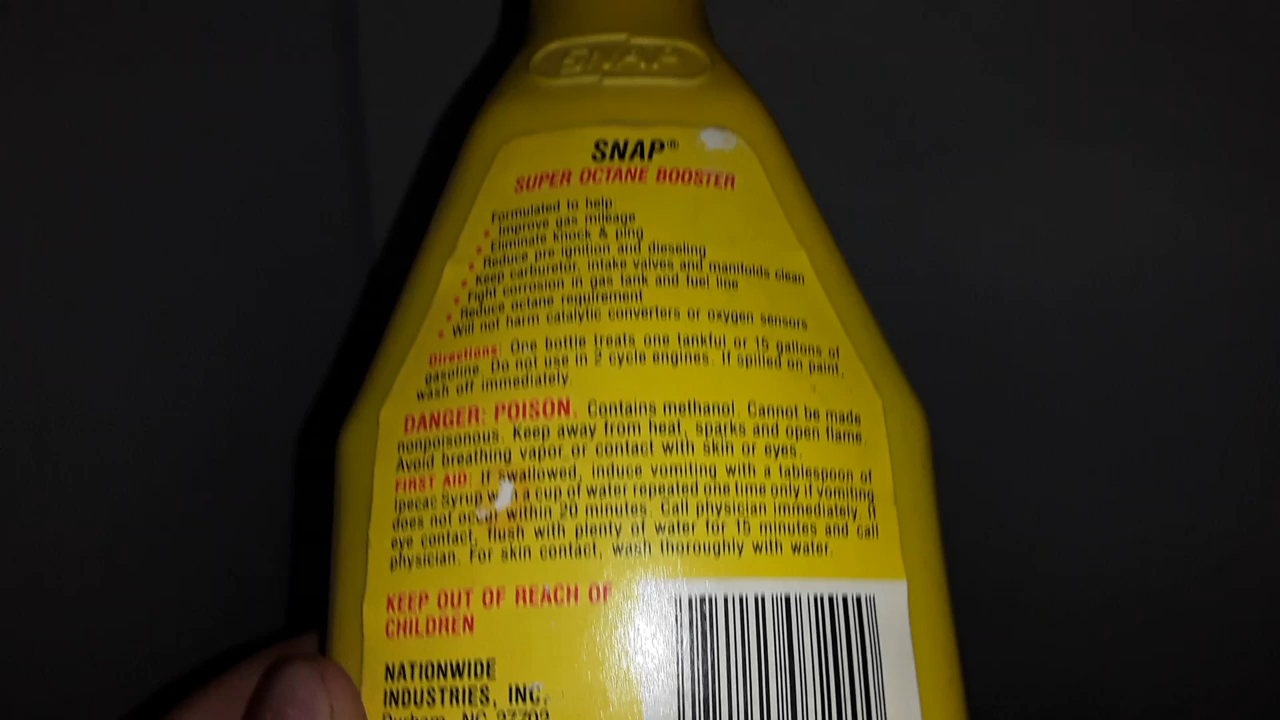 SNAP
SNAP®
SUPER OCTANE BOOSTER
Formulated to help:
• Improve gas mileage
• Eliminate knock & ping
• Reduce pre-ignition and dieseling
• Keep carburetor, intake valves and manifolds clean
• Fight corrosion in gas tank and fuel line
• Reduce octane requirement
• Will not harm catalytic converters or oxygen sensors
Directions: One bottle treats one tankful or 15 gallons of
gasoline. Do not use in 2 cycle engines. If spilled on paint,
wash off immediately.
DANGER: POISON. Contains methanol. Cannot be made
nonpoisonous. Keep away from heat, sparks and open flame.
Avoid breathing vapor or contact with skin or eyes.
FIRST AID: If swallowed, induce vomiting with a tablespoon of
Ipecac Syrup a cup of water repeated one time only if vomiting
does not occur within 20 minutes. Call physician immediately. If
eye contact, flush with plenty of water for 15 minutes and call
physician. For skin contact, wash thoroughly with water.
KEEP OUT OF REACH OF
CHILDREN
NATIONWIDE
INDUSTRIES, INC.
Durham, NC